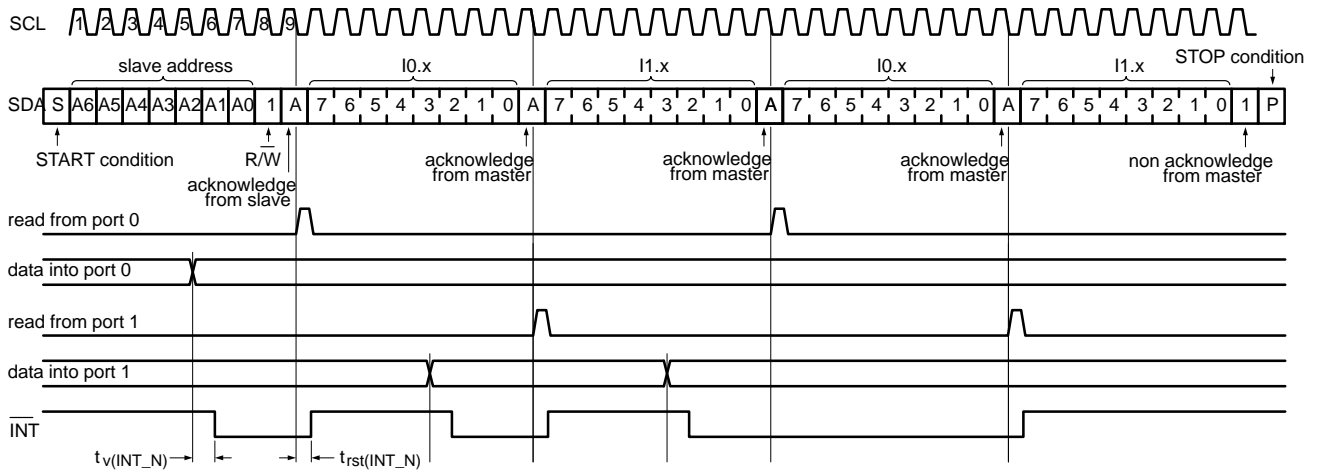 SCL 1 2 3 4 5 6 7 8 9
slave address I0.x I1.x I0.x I1.x STOP condition
SDA S A6 A5 A4 A3 A2 A1 A0 1 A 7 6 5 4 3 2 1 0 A 7 6 5 4 3 2 1 0 A 7 6 5 4 3 2 1 0 A 7 6 5 4 3 2 1 0 1 P
START condition R/W acknowledge from slave acknowledge from master acknowledge from master acknowledge from master non acknowledge from master
read from port 0
data into port 0
read from port 1
data into port 1
INT
tv(INT_N) trst(INT_N)